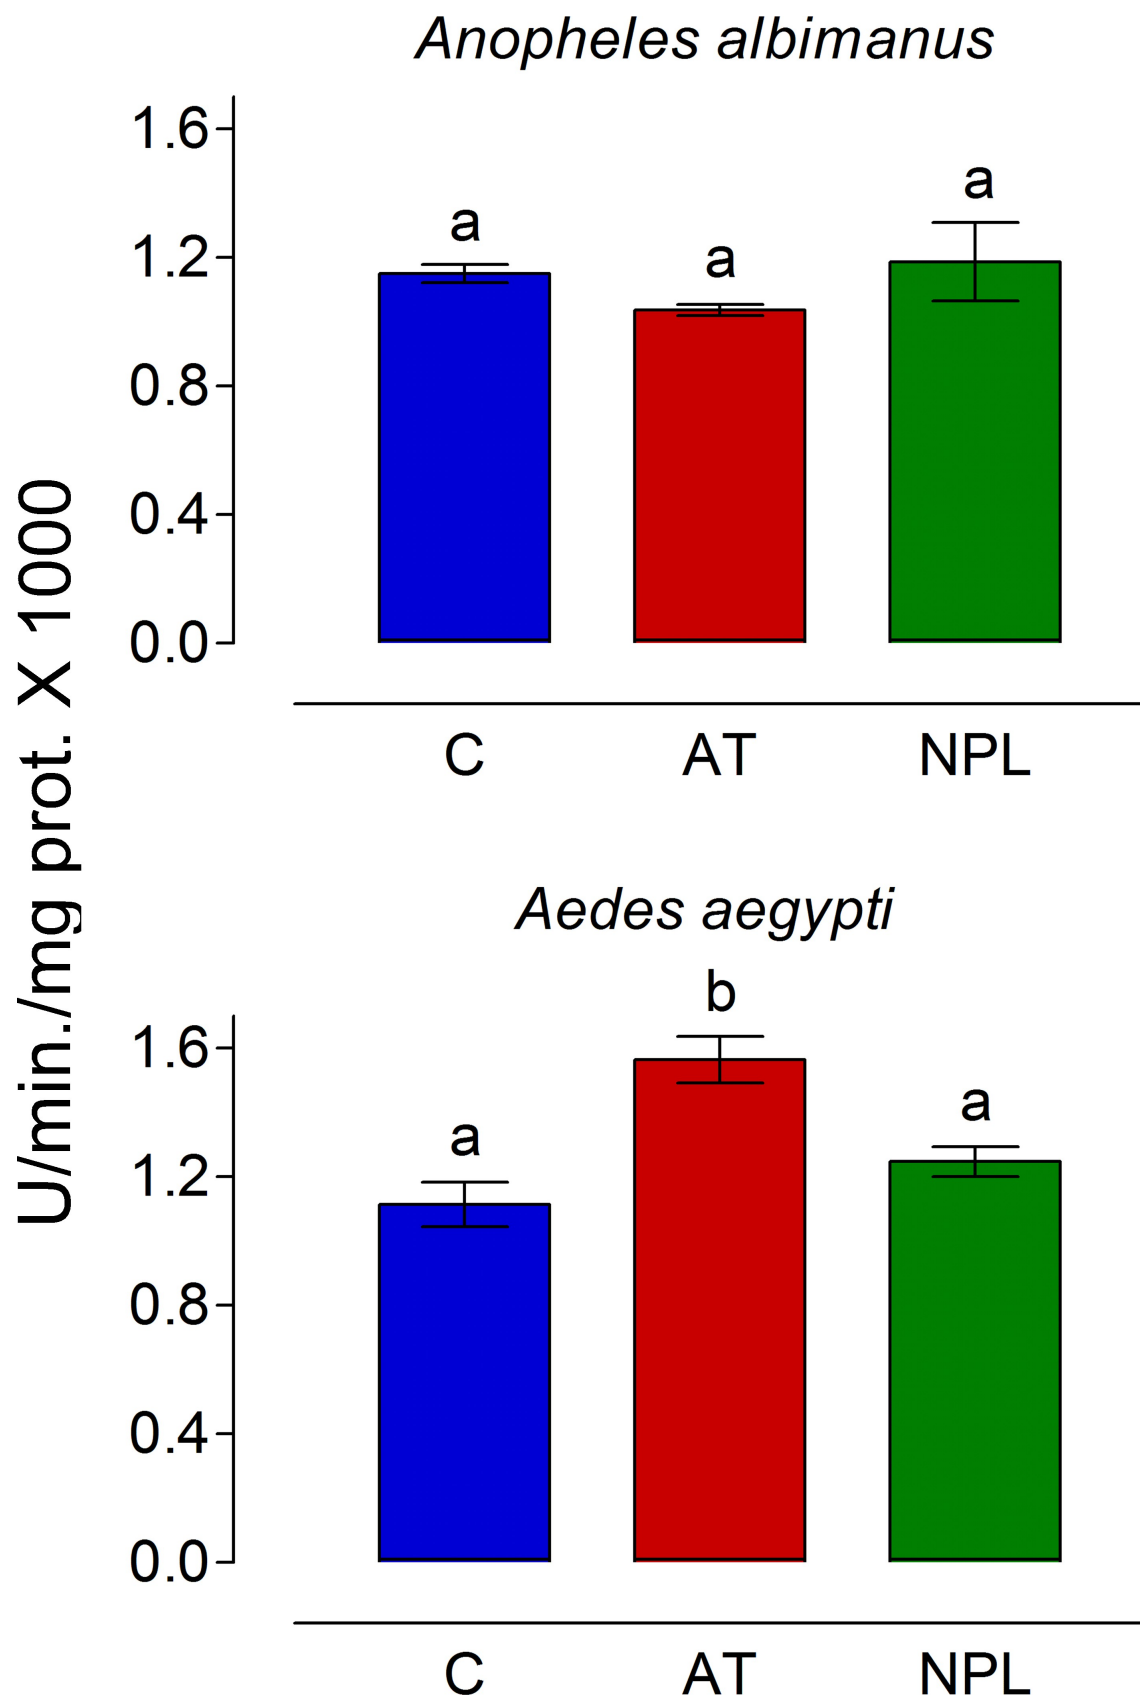 Anopheles albimanus
1.6
a
a
1.2
a
0.8
0.4
0.0
C AT NPL
U/min./mg prot. X 1000
Aedes aegypti
b
1.6
a
a
1.2
0.8
0.4
0.0
C AT NPL